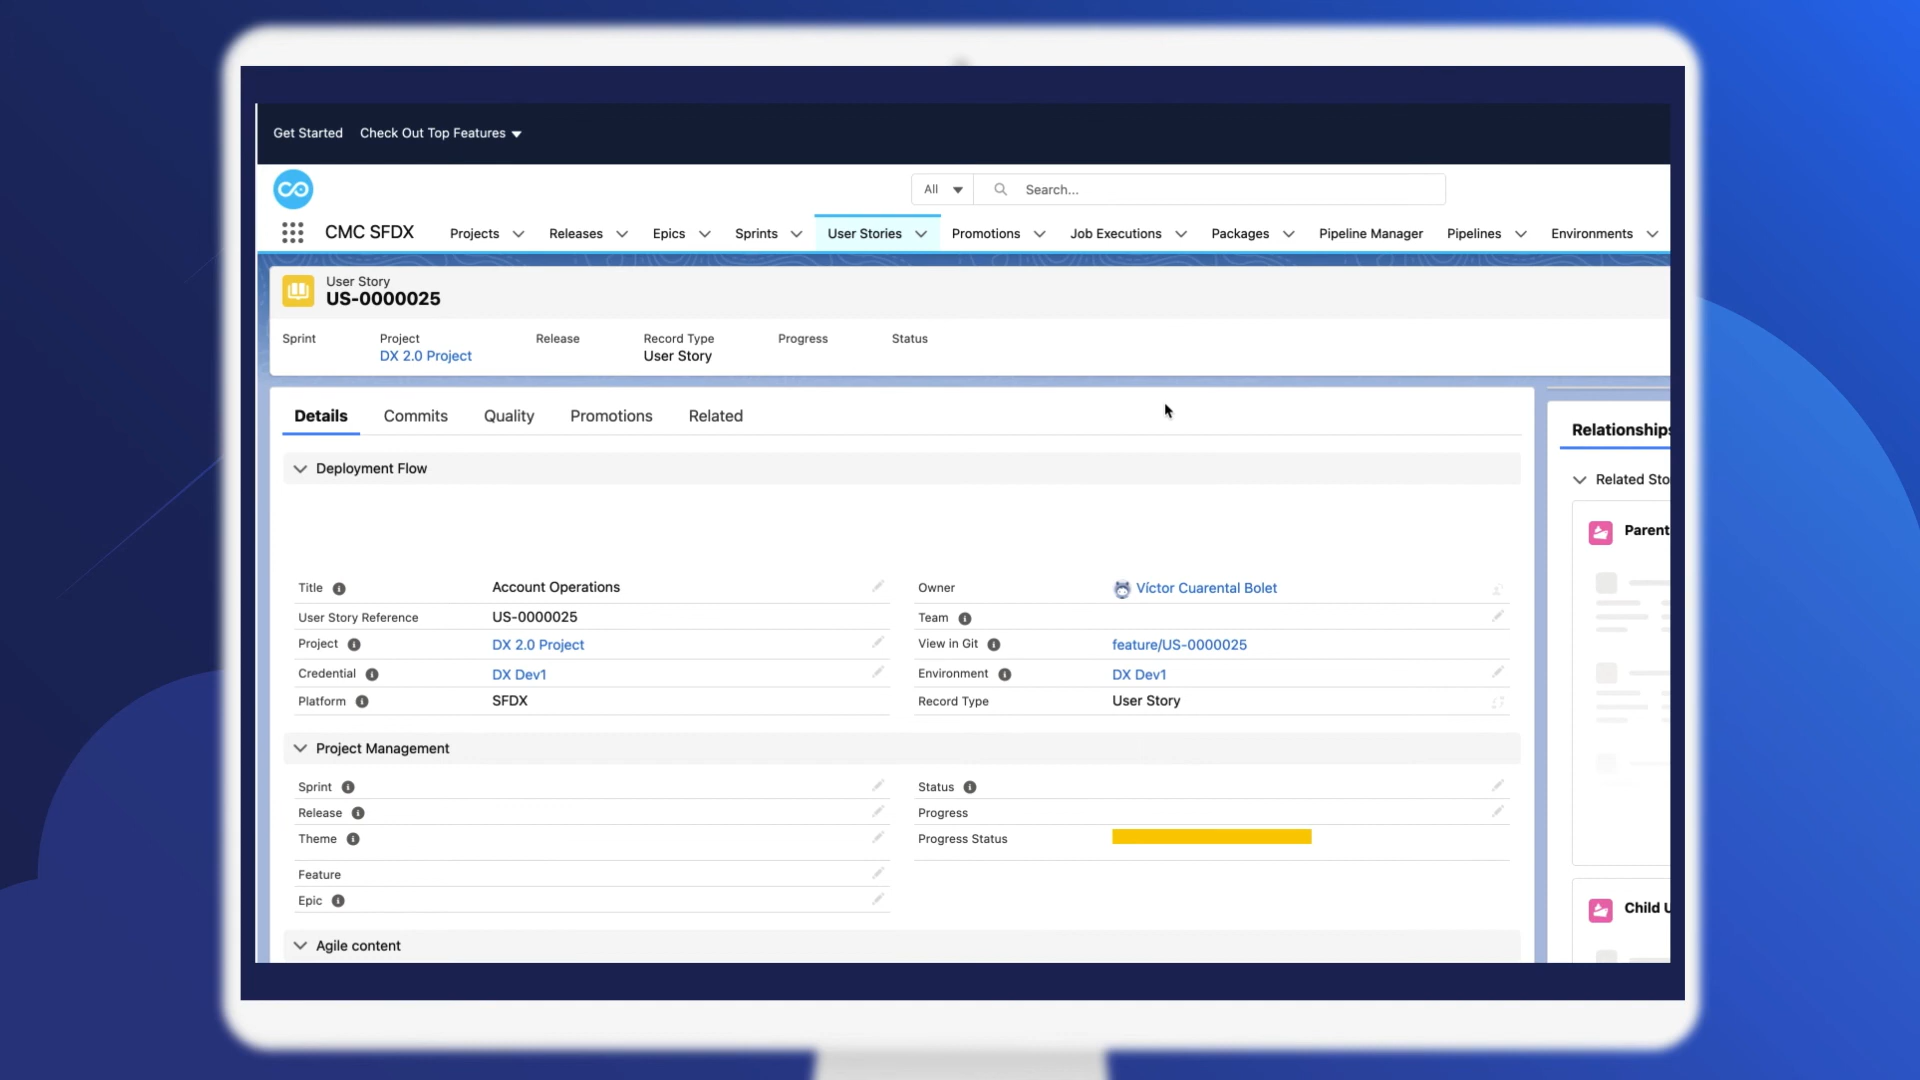 Get Started Check Out Top Features
All Search...
CMC SFDX Projects Releases Epics Sprints User Stories Promotions Job Executions Packages Pipeline Manager Pipelines Environments
User Story
US-0000025
Sprint Project Release Record Type Progress Status
DX 2.0 Project User Story
Details Commits Quality Promotions Related
Relationships
Deployment Flow
Related Sto
Parent
Title Account Operations Owner Víctor Cuarental Bolet
User Story Reference US-0000025 Team
Project DX 2.0 Project View in Git feature/US-0000025
Credential DX Dev1 Environment DX Dev1
Platform SFDX Record Type User Story
Project Management
Sprint Status
Release Progress
Theme Progress Status
Feature
Epic
Child U
Agile content